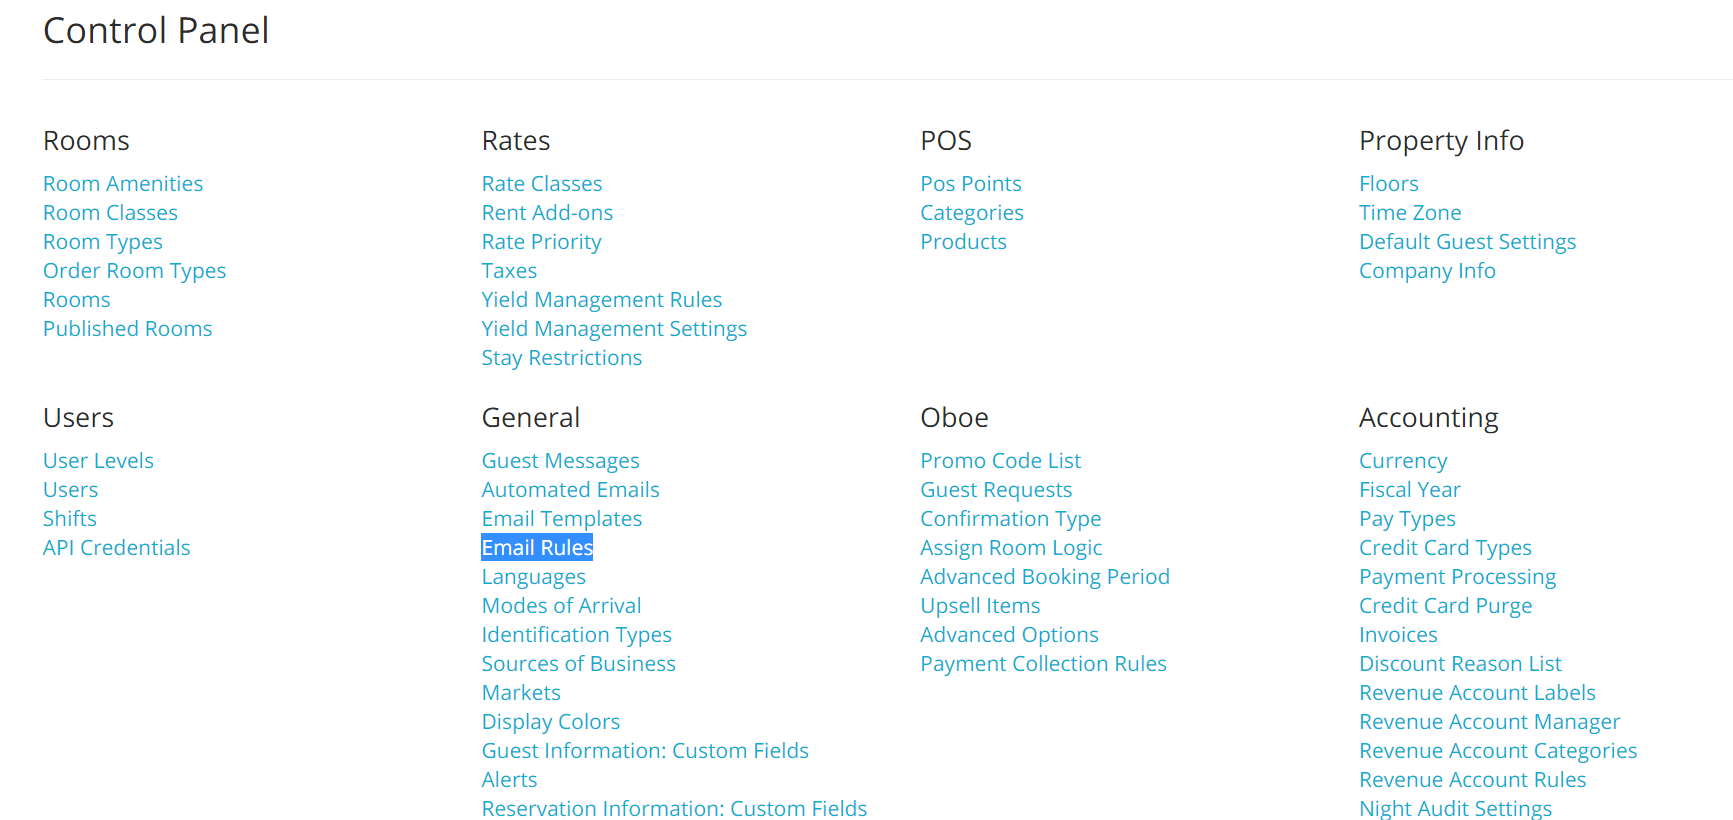 Control Panel
Rooms
Room Amenities
Room Classes
Room Types
Order Room Types
Rooms
Published Rooms
Rates
Rate Classes
Rent Add-ons
Rate Priority
Taxes
Yield Management Rules
Yield Management Settings
Stay Restrictions
POS
Pos Points
Categories
Products
Property Info
Floors
Time Zone
Default Guest Settings
Company Info
Users
User Levels
Users
Shifts
API Credentials
General
Guest Messages
Automated Emails
Email Templates
Email Rules
Languages
Modes of Arrival
Identification Types
Sources of Business
Markets
Display Colors
Guest Information: Custom Fields
Alerts
Reservation Information: Custom Fields
Oboe
Promo Code List
Guest Requests
Confirmation Type
Assign Room Logic
Advanced Booking Period
Upsell Items
Advanced Options
Payment Collection Rules
Accounting
Currency
Fiscal Year
Pay Types
Credit Card Types
Payment Processing
Credit Card Purge
Invoices
Discount Reason List
Revenue Account Labels
Revenue Account Manager
Revenue Account Categories
Revenue Account Rules
Night Audit Settings